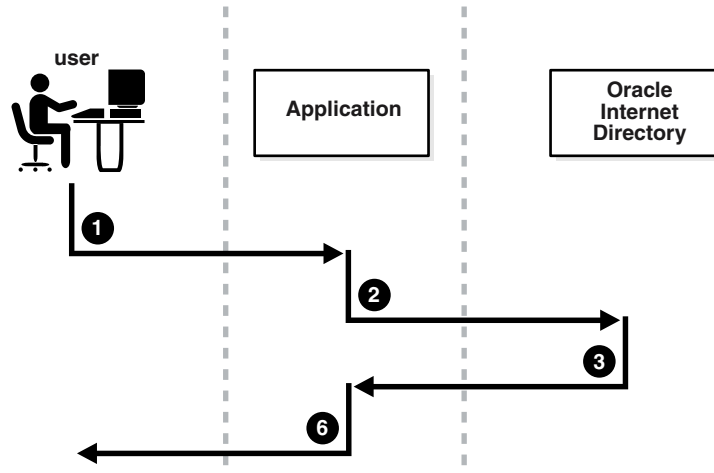 user
Application
Oracle
Internet
Directory
1
2
3
6